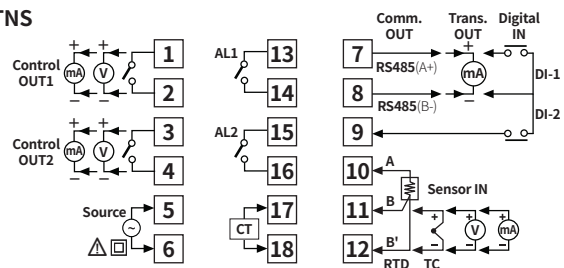 TNS
Control OUT1
+ mA −
+ V −
1
2
Control OUT2
+ mA −
+ V −
3
4
Source
~
5
6
AL1
13
14
AL2
15
16
CT
17
18
Comm. OUT
Trans. OUT
Digital IN
7
RS485(A+)
+ mA −
DI-1
8
RS485(B-)
DI-2
9
10
A
Sensor IN
11
B
12
B'
RTD
+ −
TC
+ V −
+ mA −